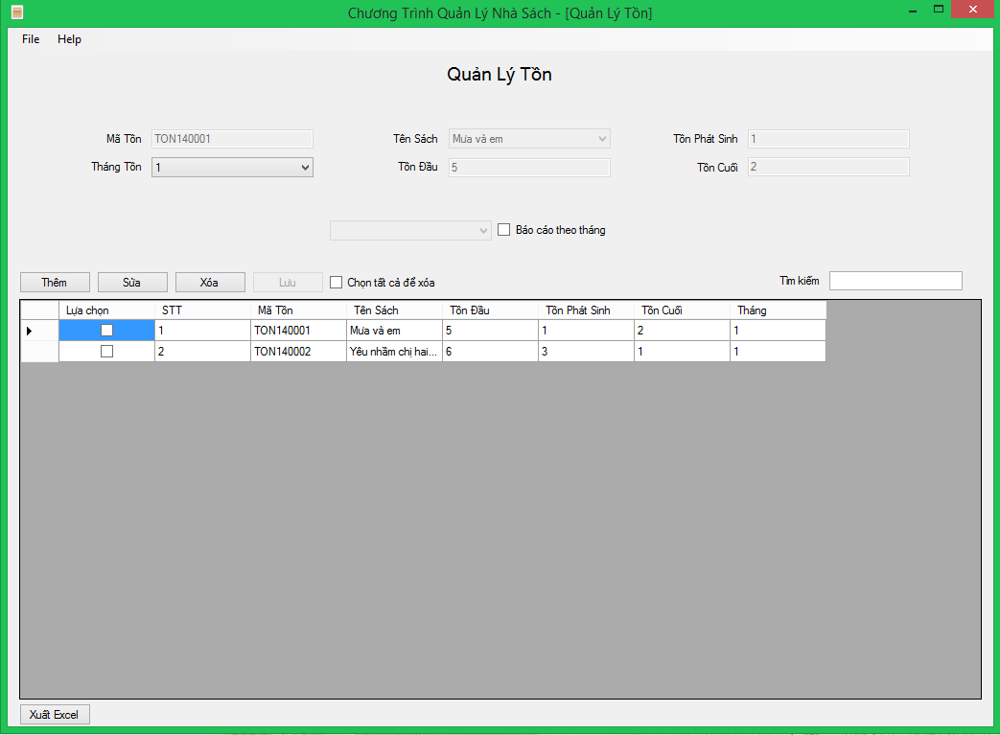 Chương Trình Quản Lý Nhà Sách - [Quản Lý Tồn]
File Help
Quản Lý Tồn
Mã Tồn TON140001 Tên Sách Mưa và em Tồn Phát Sinh 1
Tháng Tồn 1 Tồn Đầu 5 Tồn Cuối 2
Báo cáo theo tháng
Thêm Sửa Xóa Lưu Chọn tất cả để xóa Tìm kiếm
Lựa chọn STT Mã Tồn Tên Sách Tồn Đầu Tồn Phát Sinh Tồn Cuối Tháng
1 TON140001 Mưa và em 5 1 2 1
2 TON140002 Yêu nhầm chị hai... 6 3 1 1
Xuất Excel